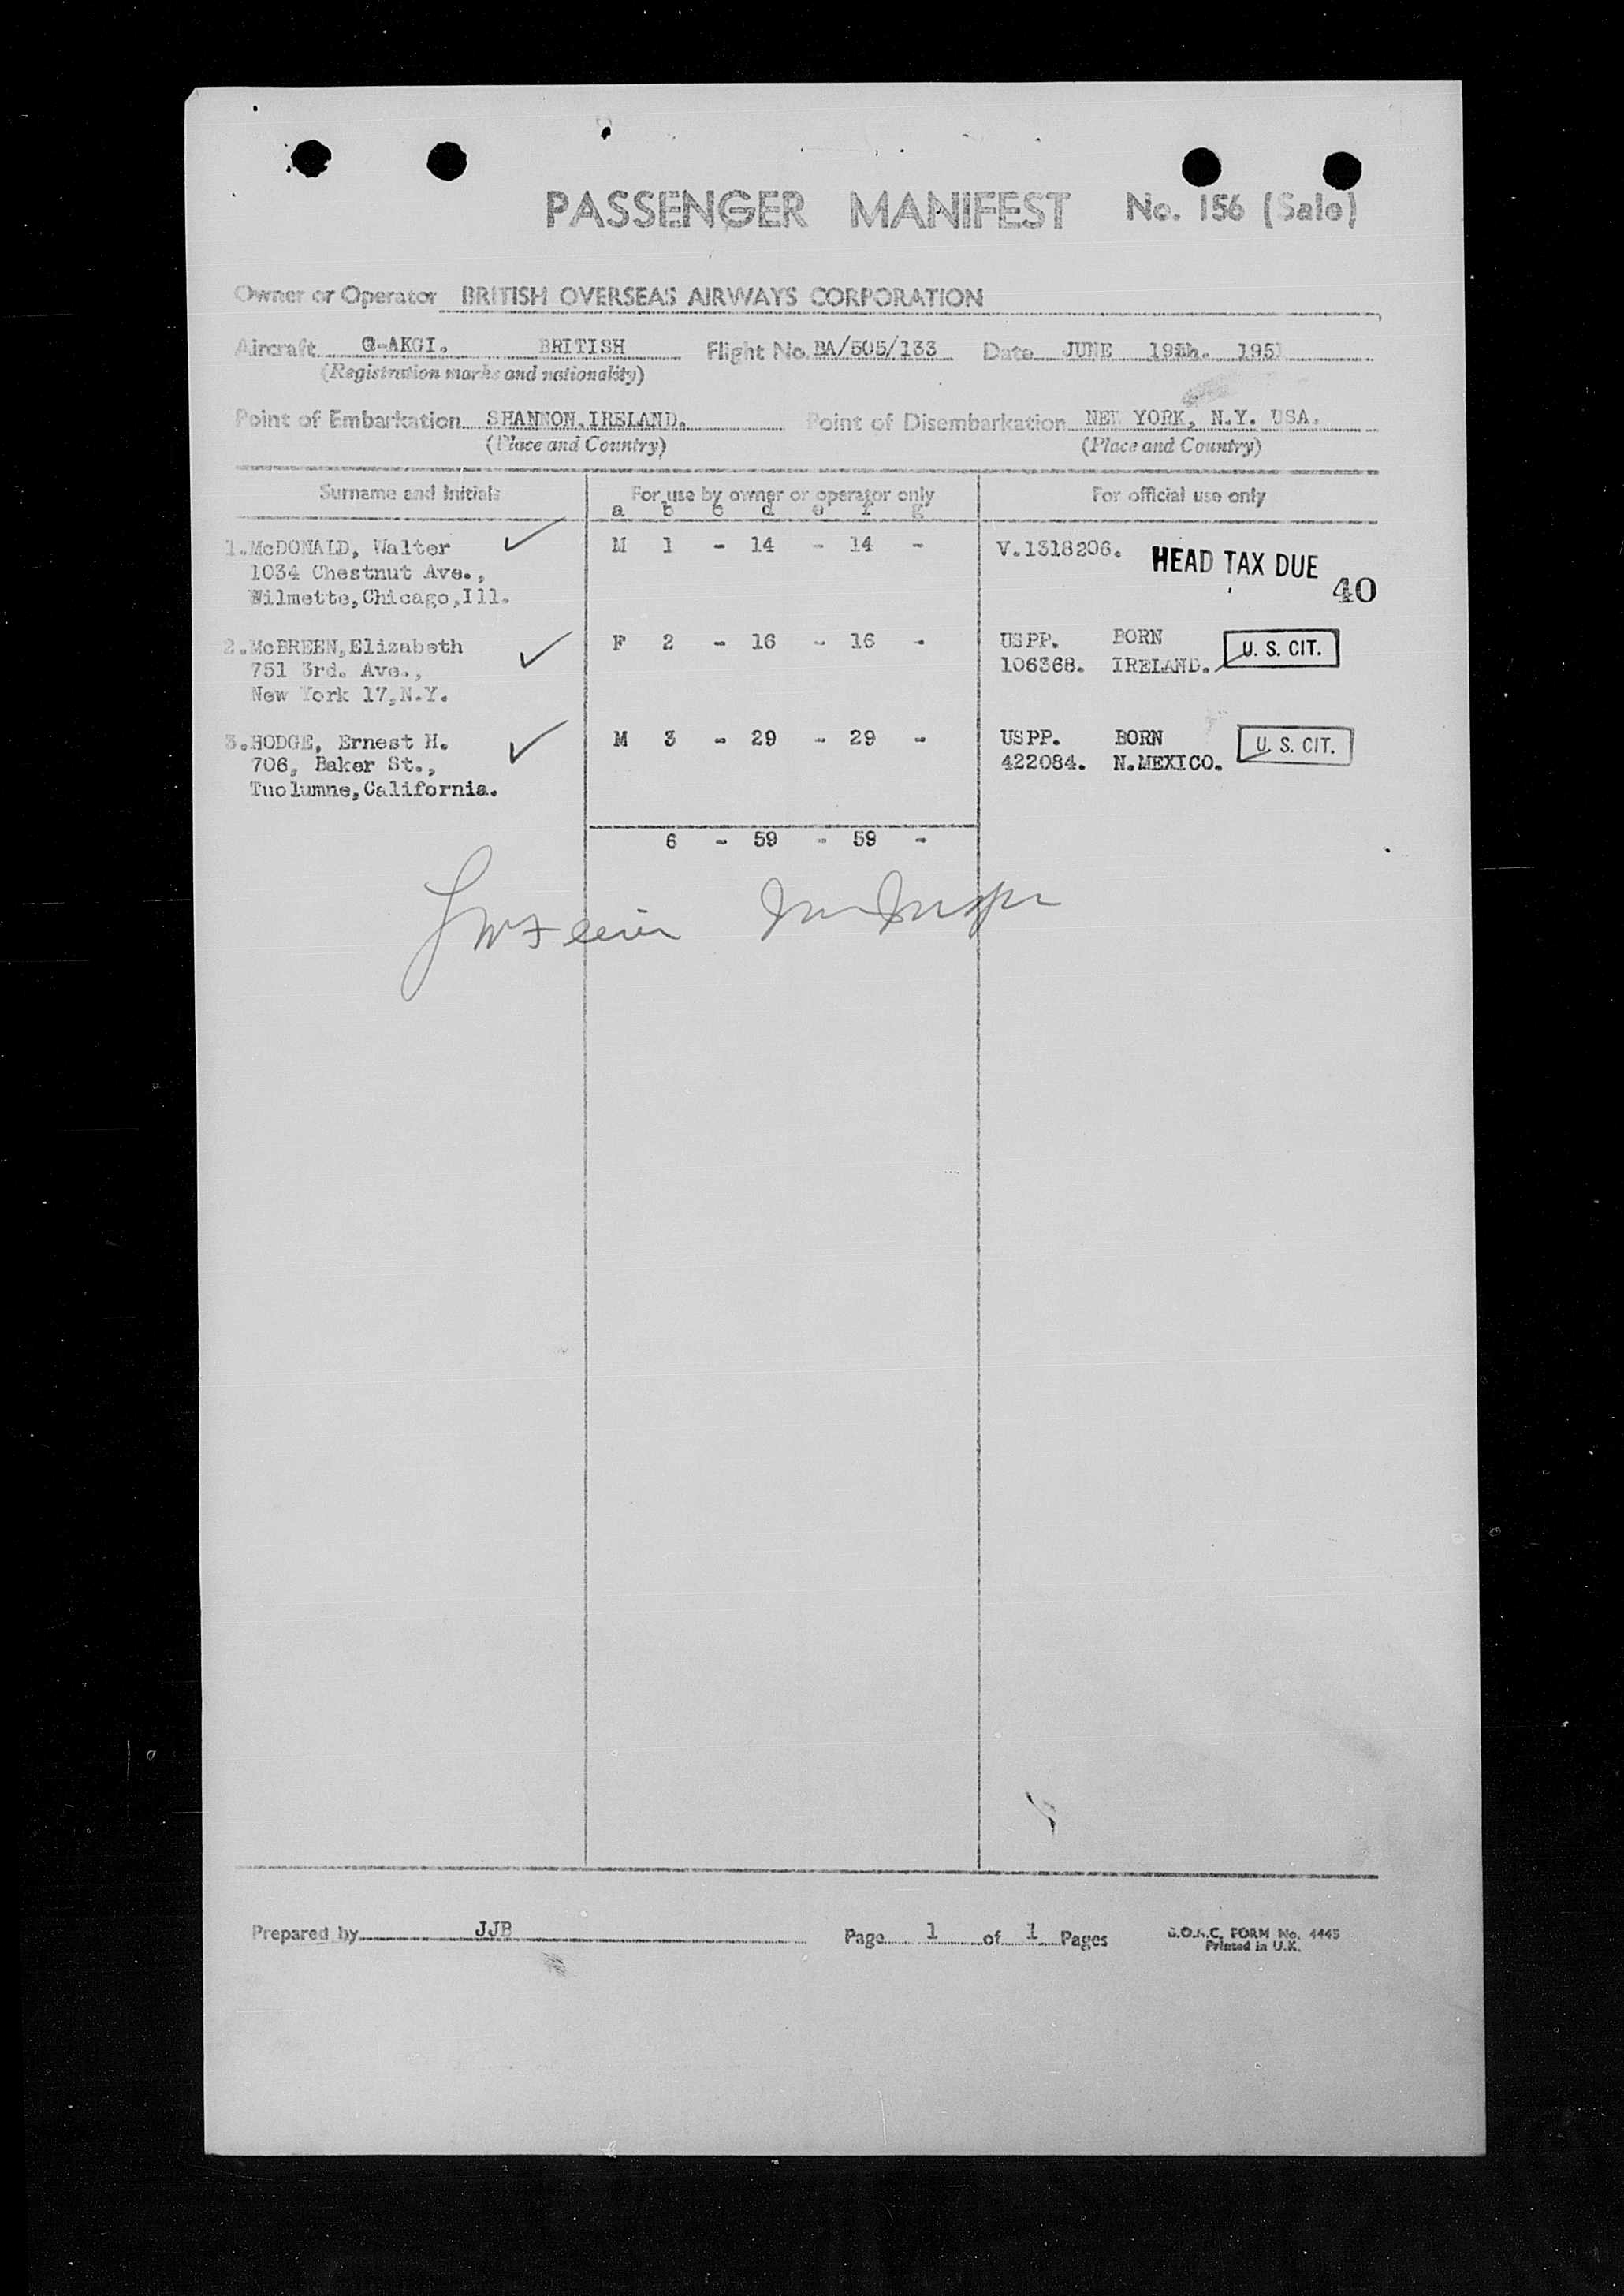 PASSENGER MANIFEST No. 156 (Sale)
Owner or Operator BRITISH OVERSEAS AIRWAYS CORPORATION
Aircraft G-AKGI. BRITISH Flight No. BA/505/133 Date JUNE 19th. 1951
(Registration marks and nationality)
Point of Embarkation SHANNON, IRELAND. Point of Disembarkation NEW YORK, N.Y. USA.
(Place and Country) (Place and Country)
Surname and Initials For use by owner or operator only For official use only
a b c d e f g
1. McDONALD, Walter M 1 - 14 - 14 - V.1318206. HEAD TAX DUE
1034 Chestnut Ave.,
Wilmette, Chicago, Ill. 40
2. McBREEN, Elizabeth F 2 - 16 - 16 - USPP. BORN U. S. CIT.
751 3rd. Ave., 106368. IRELAND.
New York 17, N.Y.
3. HODGE, Ernest H. M 3 - 29 - 29 - USPP. BORN U. S. CIT.
706, Baker St., 422084. N.MEXICO.
Tuolumne, California.
6 - 59 - 59 -
Prepared by JJB Page 1 of 1 Pages B.O.A.C. FORM No. 4445
Printed in U.K.